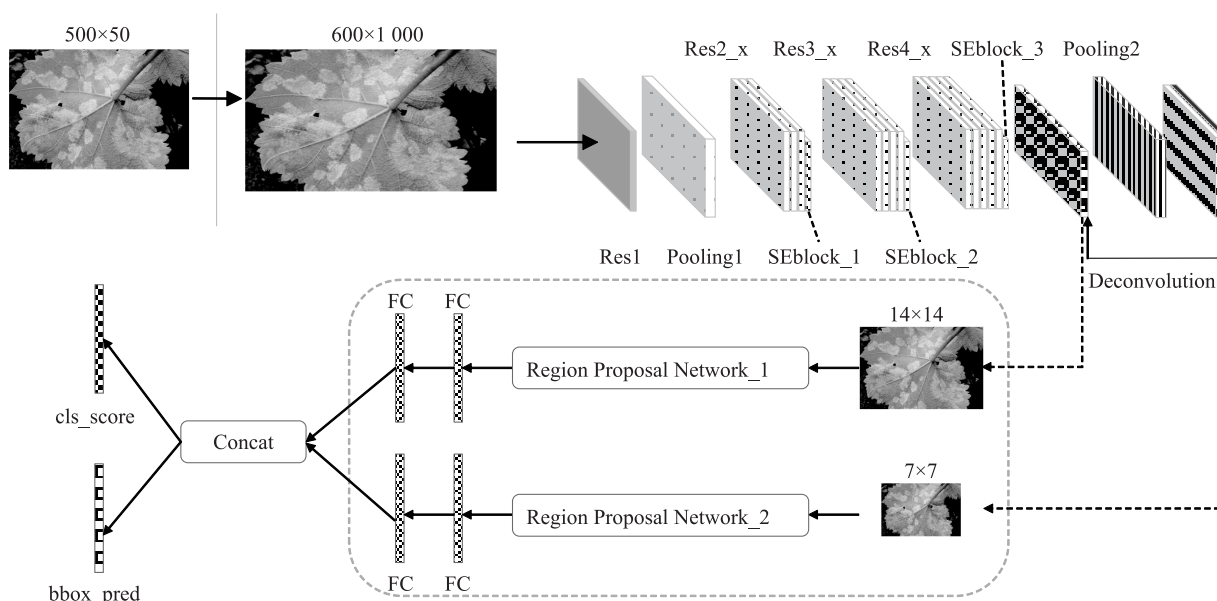 500×50
600×1 000
Res2_x
Res3_x
Res4_x
SEblock_3
Pooling2
Res1
Pooling1
SEblock_1
SEblock_2
Deconvolution
FC
FC
14×14
Region Proposal Network_1
cls_score
Concat
7×7
Region Proposal Network_2
FC
FC
bbox_pred